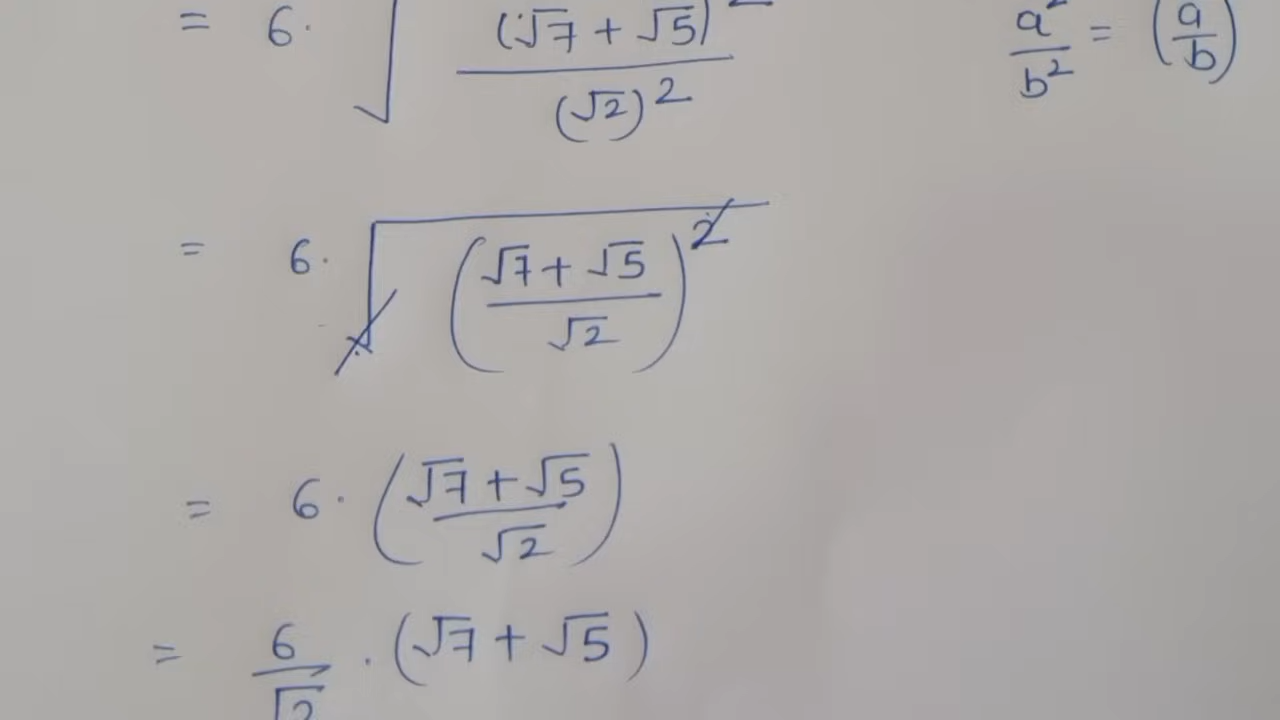 = 6 · √((√7 + √5)² / (√2)²)
a² / b² = (a / b)
= 6 · √((√7 + √5) / √2)²
= 6 · ((√7 + √5) / √2)
= 6 / √2 · (√7 + √5)